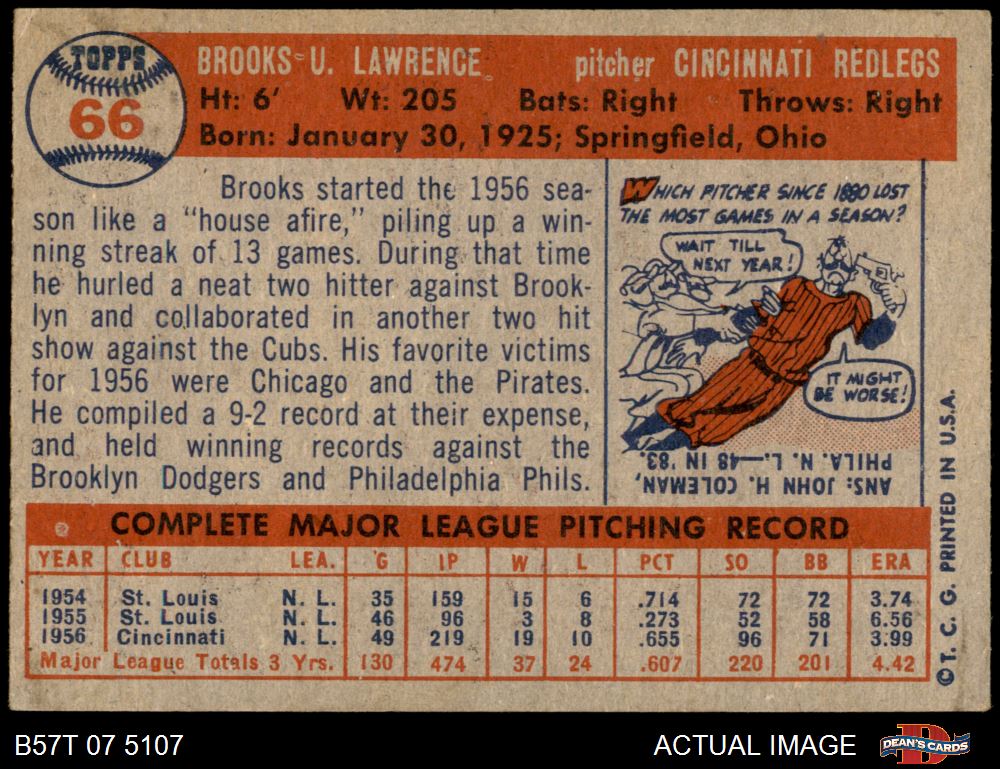 TOPPS
66
BROOKS U. LAWRENCE pitcher CINCINNATI REDLEGS
Ht: 6' Wt: 205 Bats: Right Throws: Right
Born: January 30, 1925; Springfield, Ohio
Brooks started the 1956 sea-
son like a "house afire," piling up a win-
ning streak of 13 games. During that time
he hurled a neat two hitter against Brook-
lyn and collaborated in another two hit
show against the Cubs. His favorite victims
for 1956 were Chicago and the Pirates.
He compiled a 9-2 record at their expense,
and held winning records against the
Brooklyn Dodgers and Philadelphia Phils.
WHICH PITCHER SINCE 1880 LOST
THE MOST GAMES IN A SEASON?
WAIT TILL
NEXT YEAR!
IT MIGHT
BE WORSE!
ANS: JOHN H. COLEMAN,
PHILA. N. L.—48 IN '83.
COMPLETE MAJOR LEAGUE PITCHING RECORD
YEAR CLUB LEA. G IP W L PCT SO BB ERA
1954 St. Louis N. L. 35 159 15 6 .714 72 72 3.74
1955 St. Louis N. L. 46 96 3 8 .273 52 58 6.56
1956 Cincinnati N. L. 49 219 19 10 .655 96 71 3.99
Major League Totals 3 Yrs. 130 474 37 24 .607 220 201 4.42
© T. C. G. PRINTED IN U.S.A.
B57T 07 5107
ACTUAL IMAGE
DEAN'S CARDS